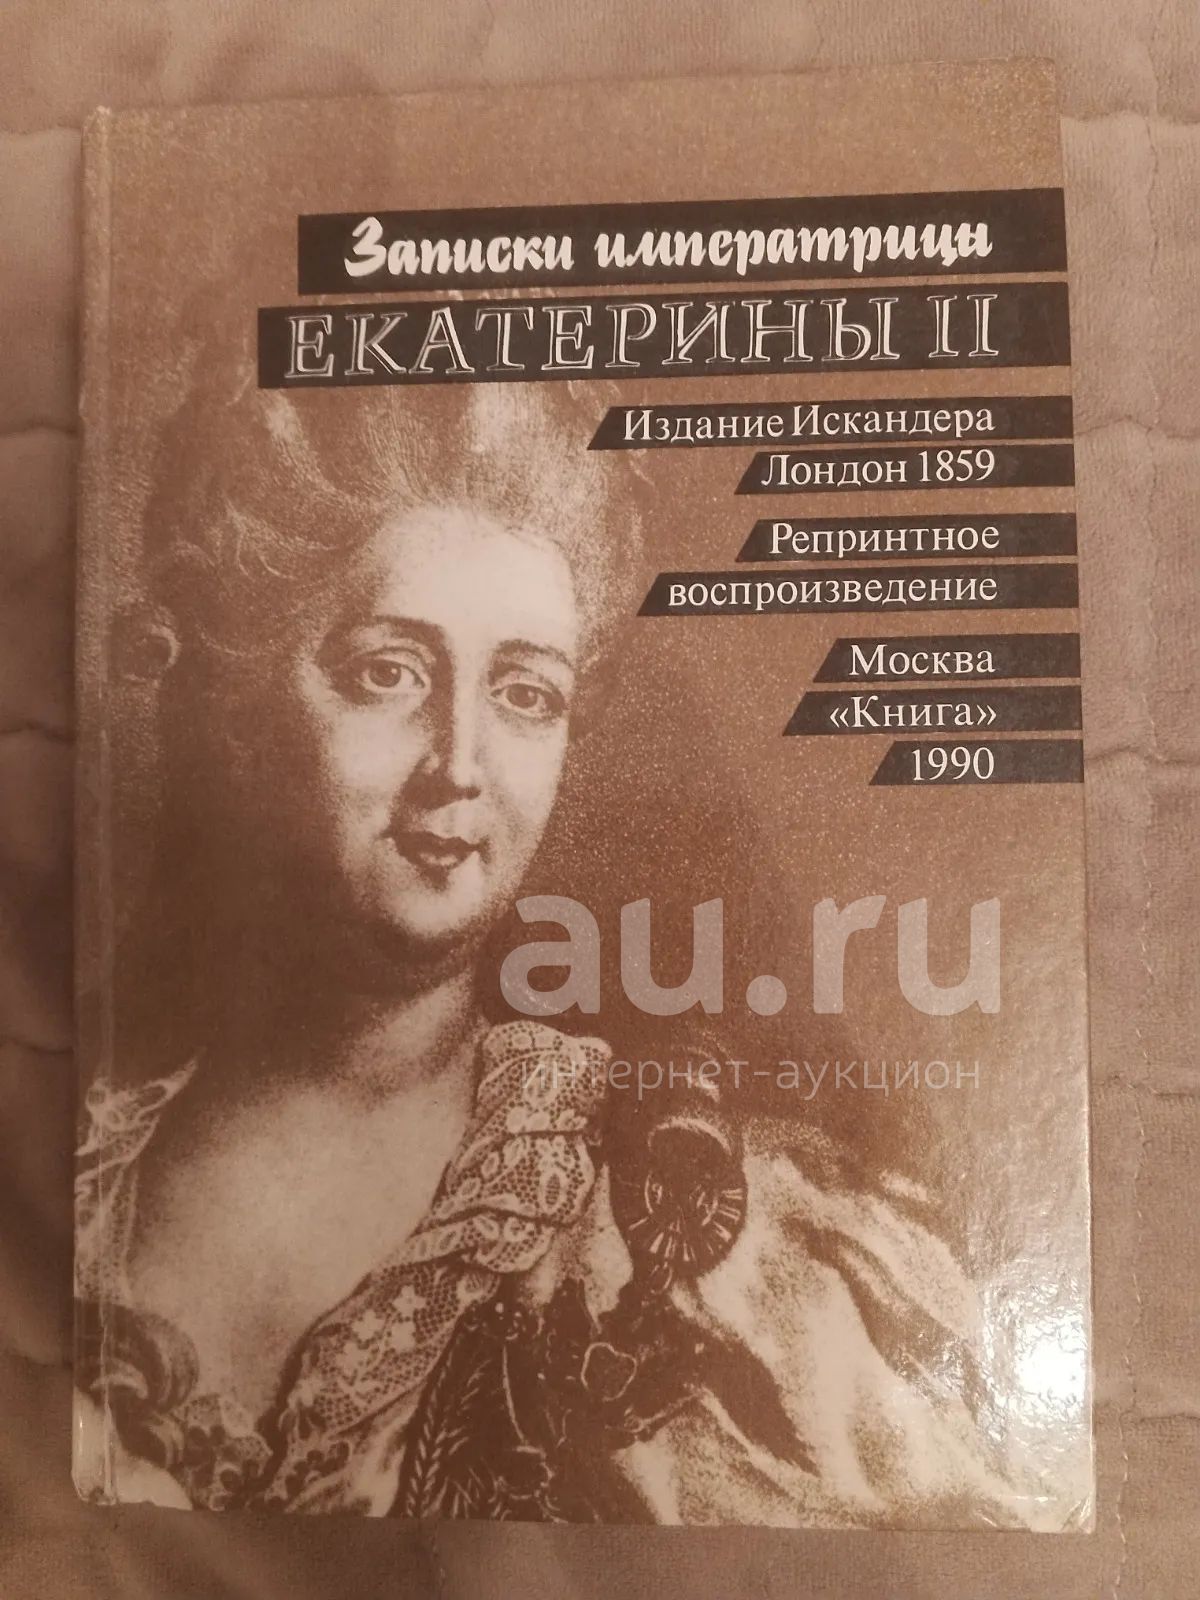 Записки императрицы
ЕКАТЕРИНЫ II
Издание Искандера
Лондон 1859
Репринтное
воспроизведение
Москва
«Книга»
1990
au.ru
интернет-аукцион